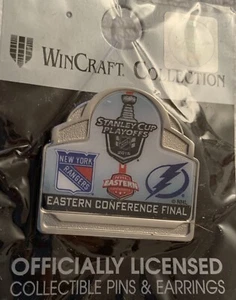 WINCRAFT COLLECTION
STANLEY CUP
PLAYOFFS
NEW YORK
RANGERS
EASTERN
EASTERN CONFERENCE FINAL
OFFICIALLY LICENSED
COLLECTIBLE PINS & EARRINGS